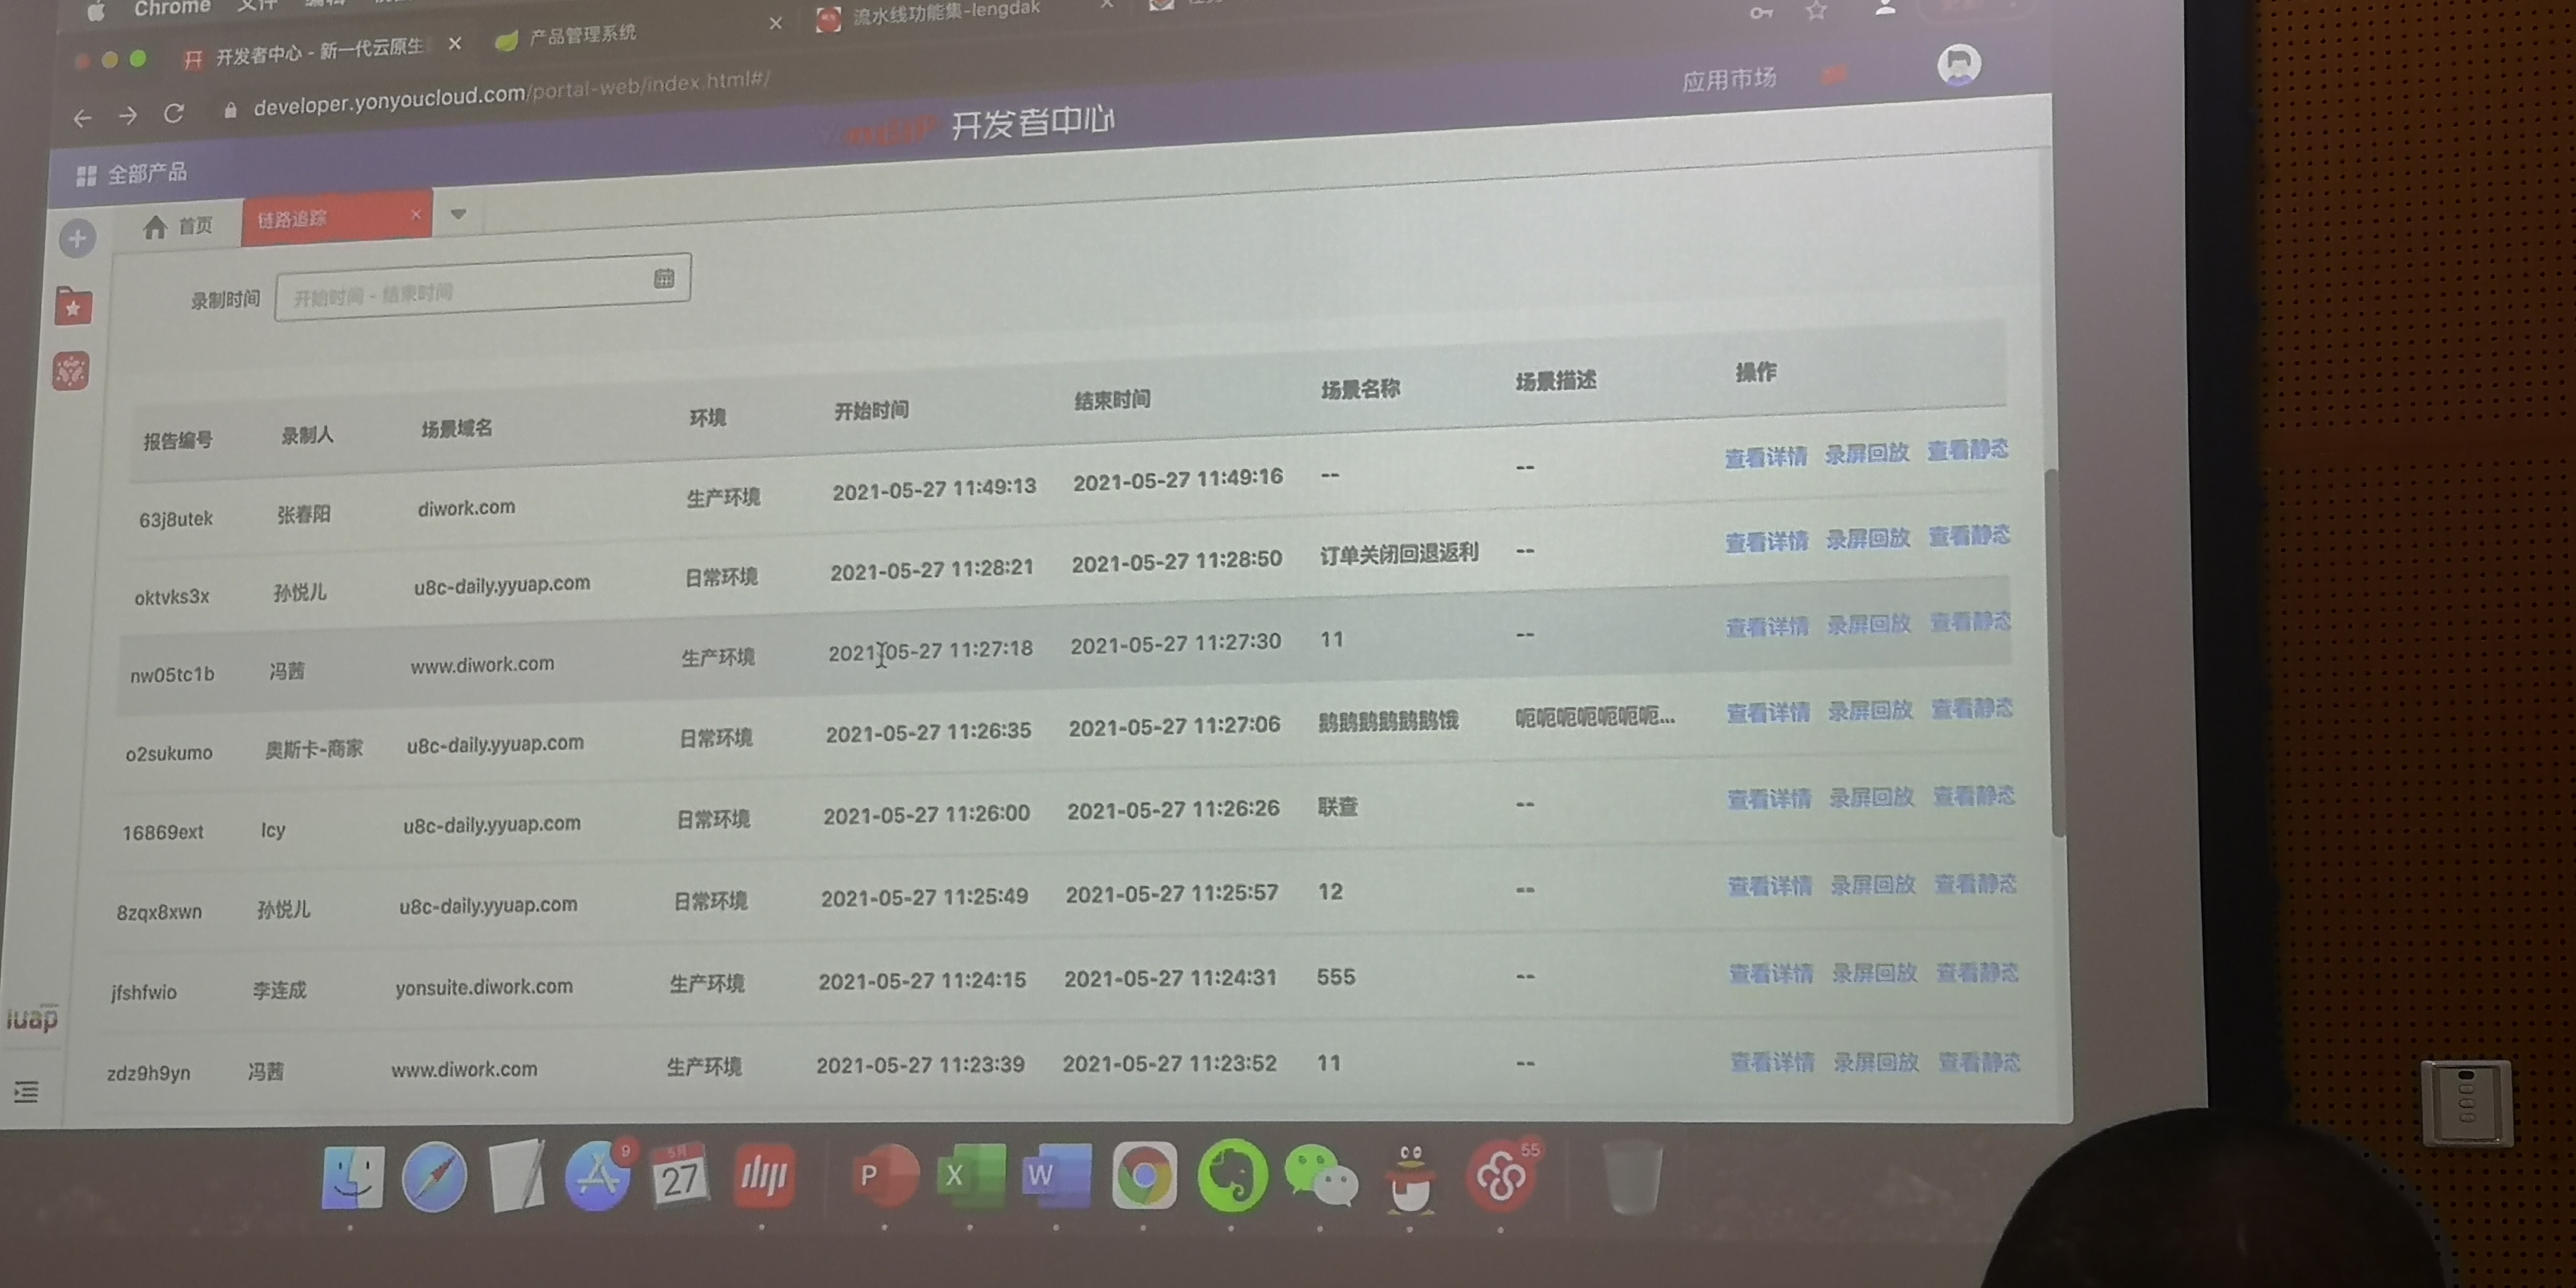 Chrome 文件
开发者中心 - 新一代云原生 产品管理系统 流水线功能集-lengdak
developer.yonyoucloud.com/portal-web/index.html#/
全部产品 开发者中心 应用市场
首页 链路追踪
录制时间 开始时间 - 结束时间
报告编号 录制人 场景域名 环境 开始时间 结束时间 场景名称 场景描述 操作
63j8utek 张春阳 diwork.com 生产环境 2021-05-27 11:49:13 2021-05-27 11:49:16 -- -- 查看详情 录屏回放 查看静态
oktvks3x 孙悦儿 u8c-daily.yyuap.com 日常环境 2021-05-27 11:28:21 2021-05-27 11:28:50 订单关闭回退返利 -- 查看详情 录屏回放 查看静态
nw05tc1b 冯茜 www.diwork.com 生产环境 2021-05-27 11:27:18 2021-05-27 11:27:30 11 -- 查看详情 录屏回放 查看静态
o2sukumo 奥斯卡-商家 u8c-daily.yyuap.com 日常环境 2021-05-27 11:26:35 2021-05-27 11:27:06 鹅鹅鹅鹅鹅鹅饿 呃呃呃呃呃呃呃... 查看详情 录屏回放 查看静态
16869ext lcy u8c-daily.yyuap.com 日常环境 2021-05-27 11:26:00 2021-05-27 11:26:26 联查 -- 查看详情 录屏回放 查看静态
8zqx8xwn 孙悦儿 u8c-daily.yyuap.com 日常环境 2021-05-27 11:25:49 2021-05-27 11:25:57 12 -- 查看详情 录屏回放 查看静态
jfshfwio 李连成 yonsuite.diwork.com 生产环境 2021-05-27 11:24:15 2021-05-27 11:24:31 555 -- 查看详情 录屏回放 查看静态
zdz9h9yn 冯茜 www.diwork.com 生产环境 2021-05-27 11:23:39 2021-05-27 11:23:52 11 -- 查看详情 录屏回放 查看静态
iuap
9 5月 27 P X W 55